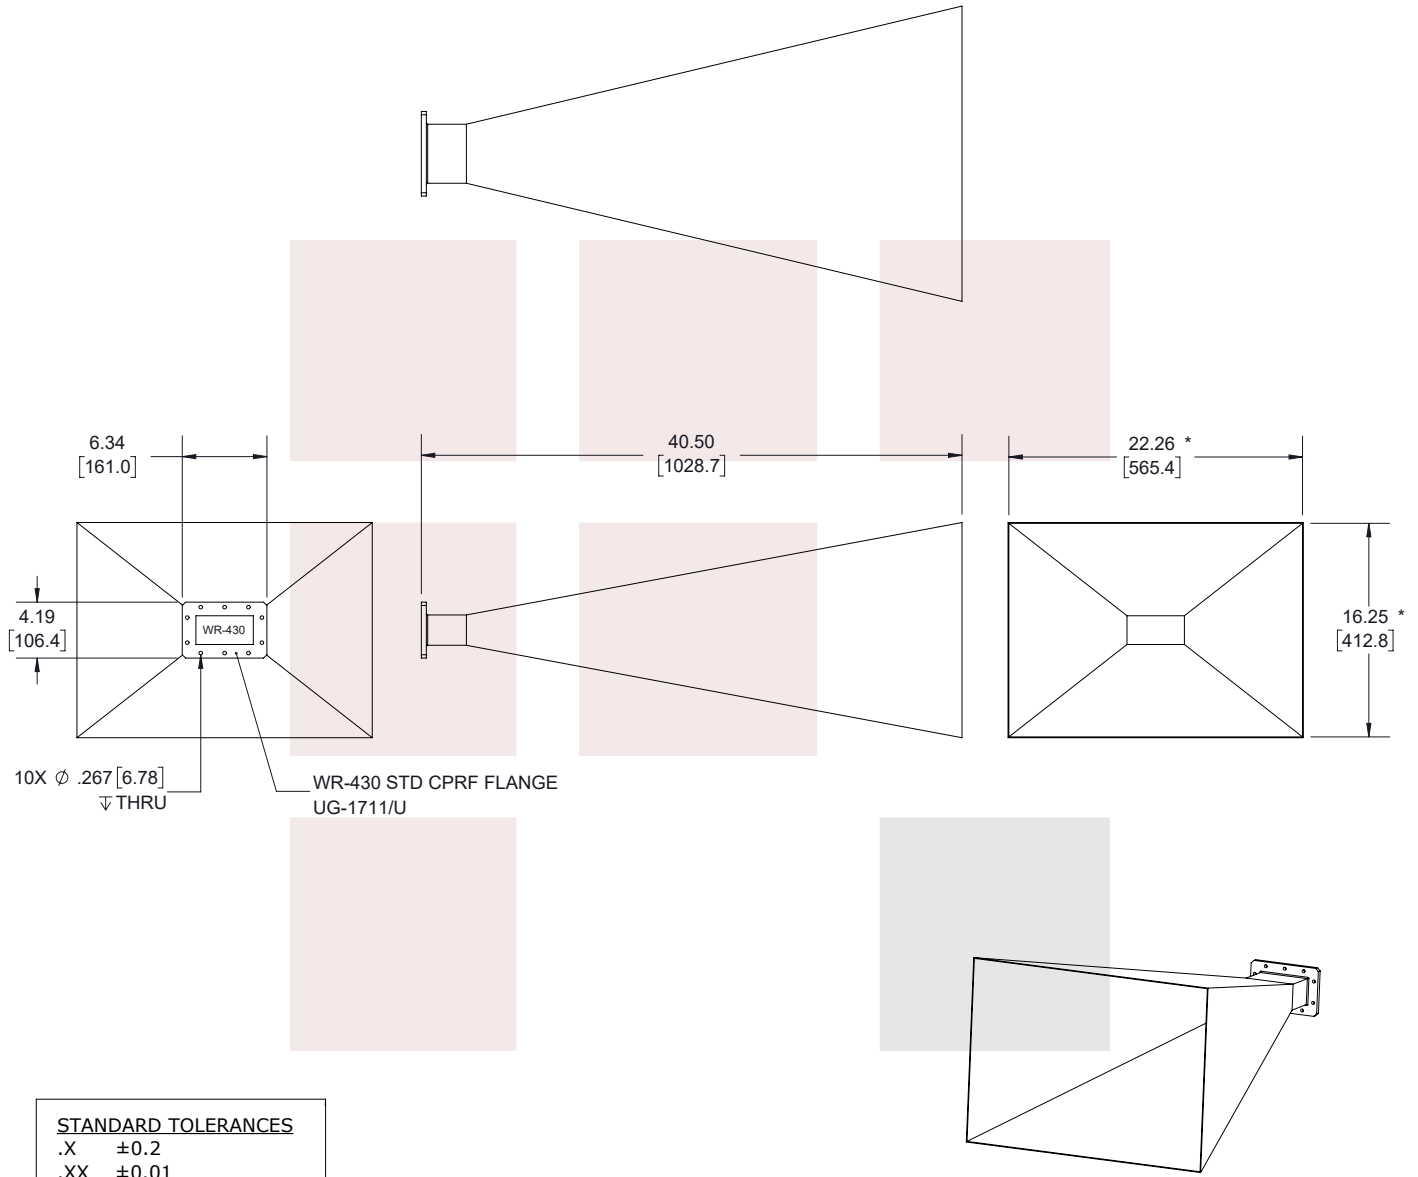 6.34
[161.0]
40.50
[1028.7]
22.26 *
[565.4]
4.19
[106.4]
WR-430
16.25 *
[412.8]
10X Ø .267[6.78]
↧ THRU
WR-430 STD CPRF FLANGE
UG-1711/U
STANDARD TOLERANCES
.X ±0.2
.XX ±0.01